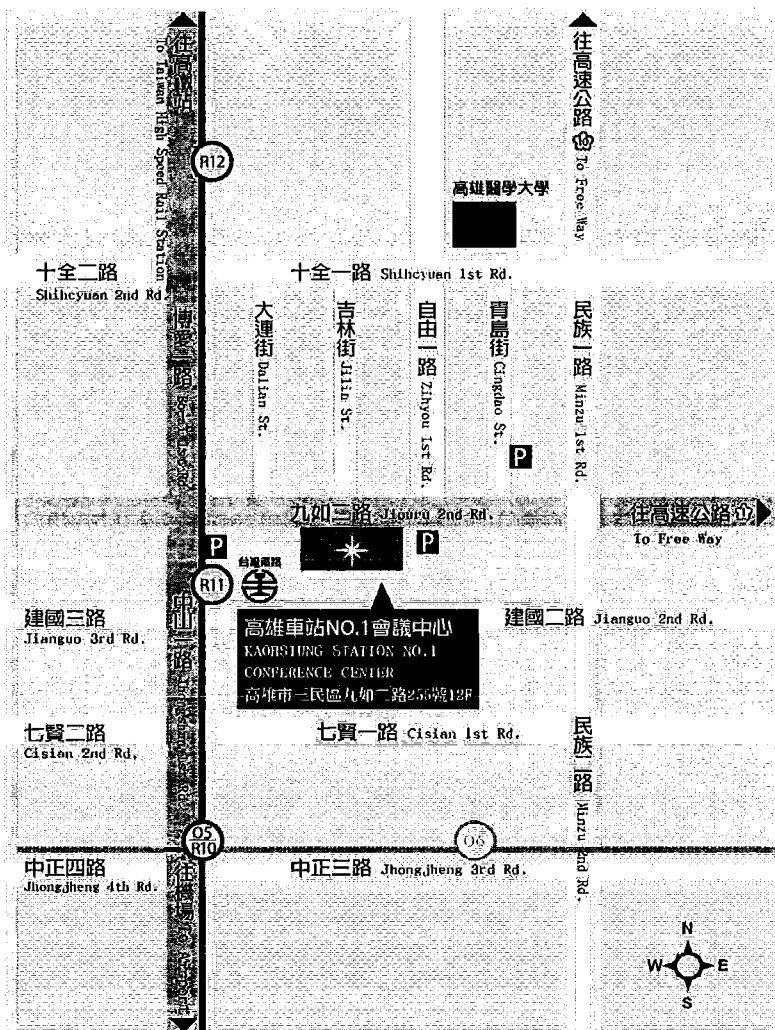 往高鐵站
To Taiwan High Speed Rail Station
往高速公路
To Free Way
R12
高雄醫學大學
十全二路
Shihcyuan 2nd Rd.
十全一路 Shihcyuan 1st Rd.
博愛一路
大連街 Dalian St.
吉林街 Jilin St.
自由一路 Zihyou 1st Rd.
青島街 Cingdao St.
民族一路 Minzu 1st Rd.
P
九如二路 Jiouru 2nd Rd.
往高速公路
To Free Way
P
P
R11
台灣鐵路
建國三路
Jianguo 3rd Rd.
中山一路
高雄車站NO.1會議中心
KAOHSIUNG STATION NO.1
CONFERENCE CENTER
高雄市三民區九如二路255號12F
建國二路 Jianguo 2nd Rd.
七賢二路
Cisian 2nd Rd.
七賢一路 Cisian 1st Rd.
民族二路 Minzu 2nd Rd.
O5
R10
O6
中正四路
Jhongjheng 4th Rd.
中正三路 Jhongjheng 3rd Rd.
往機場
N
W E
S